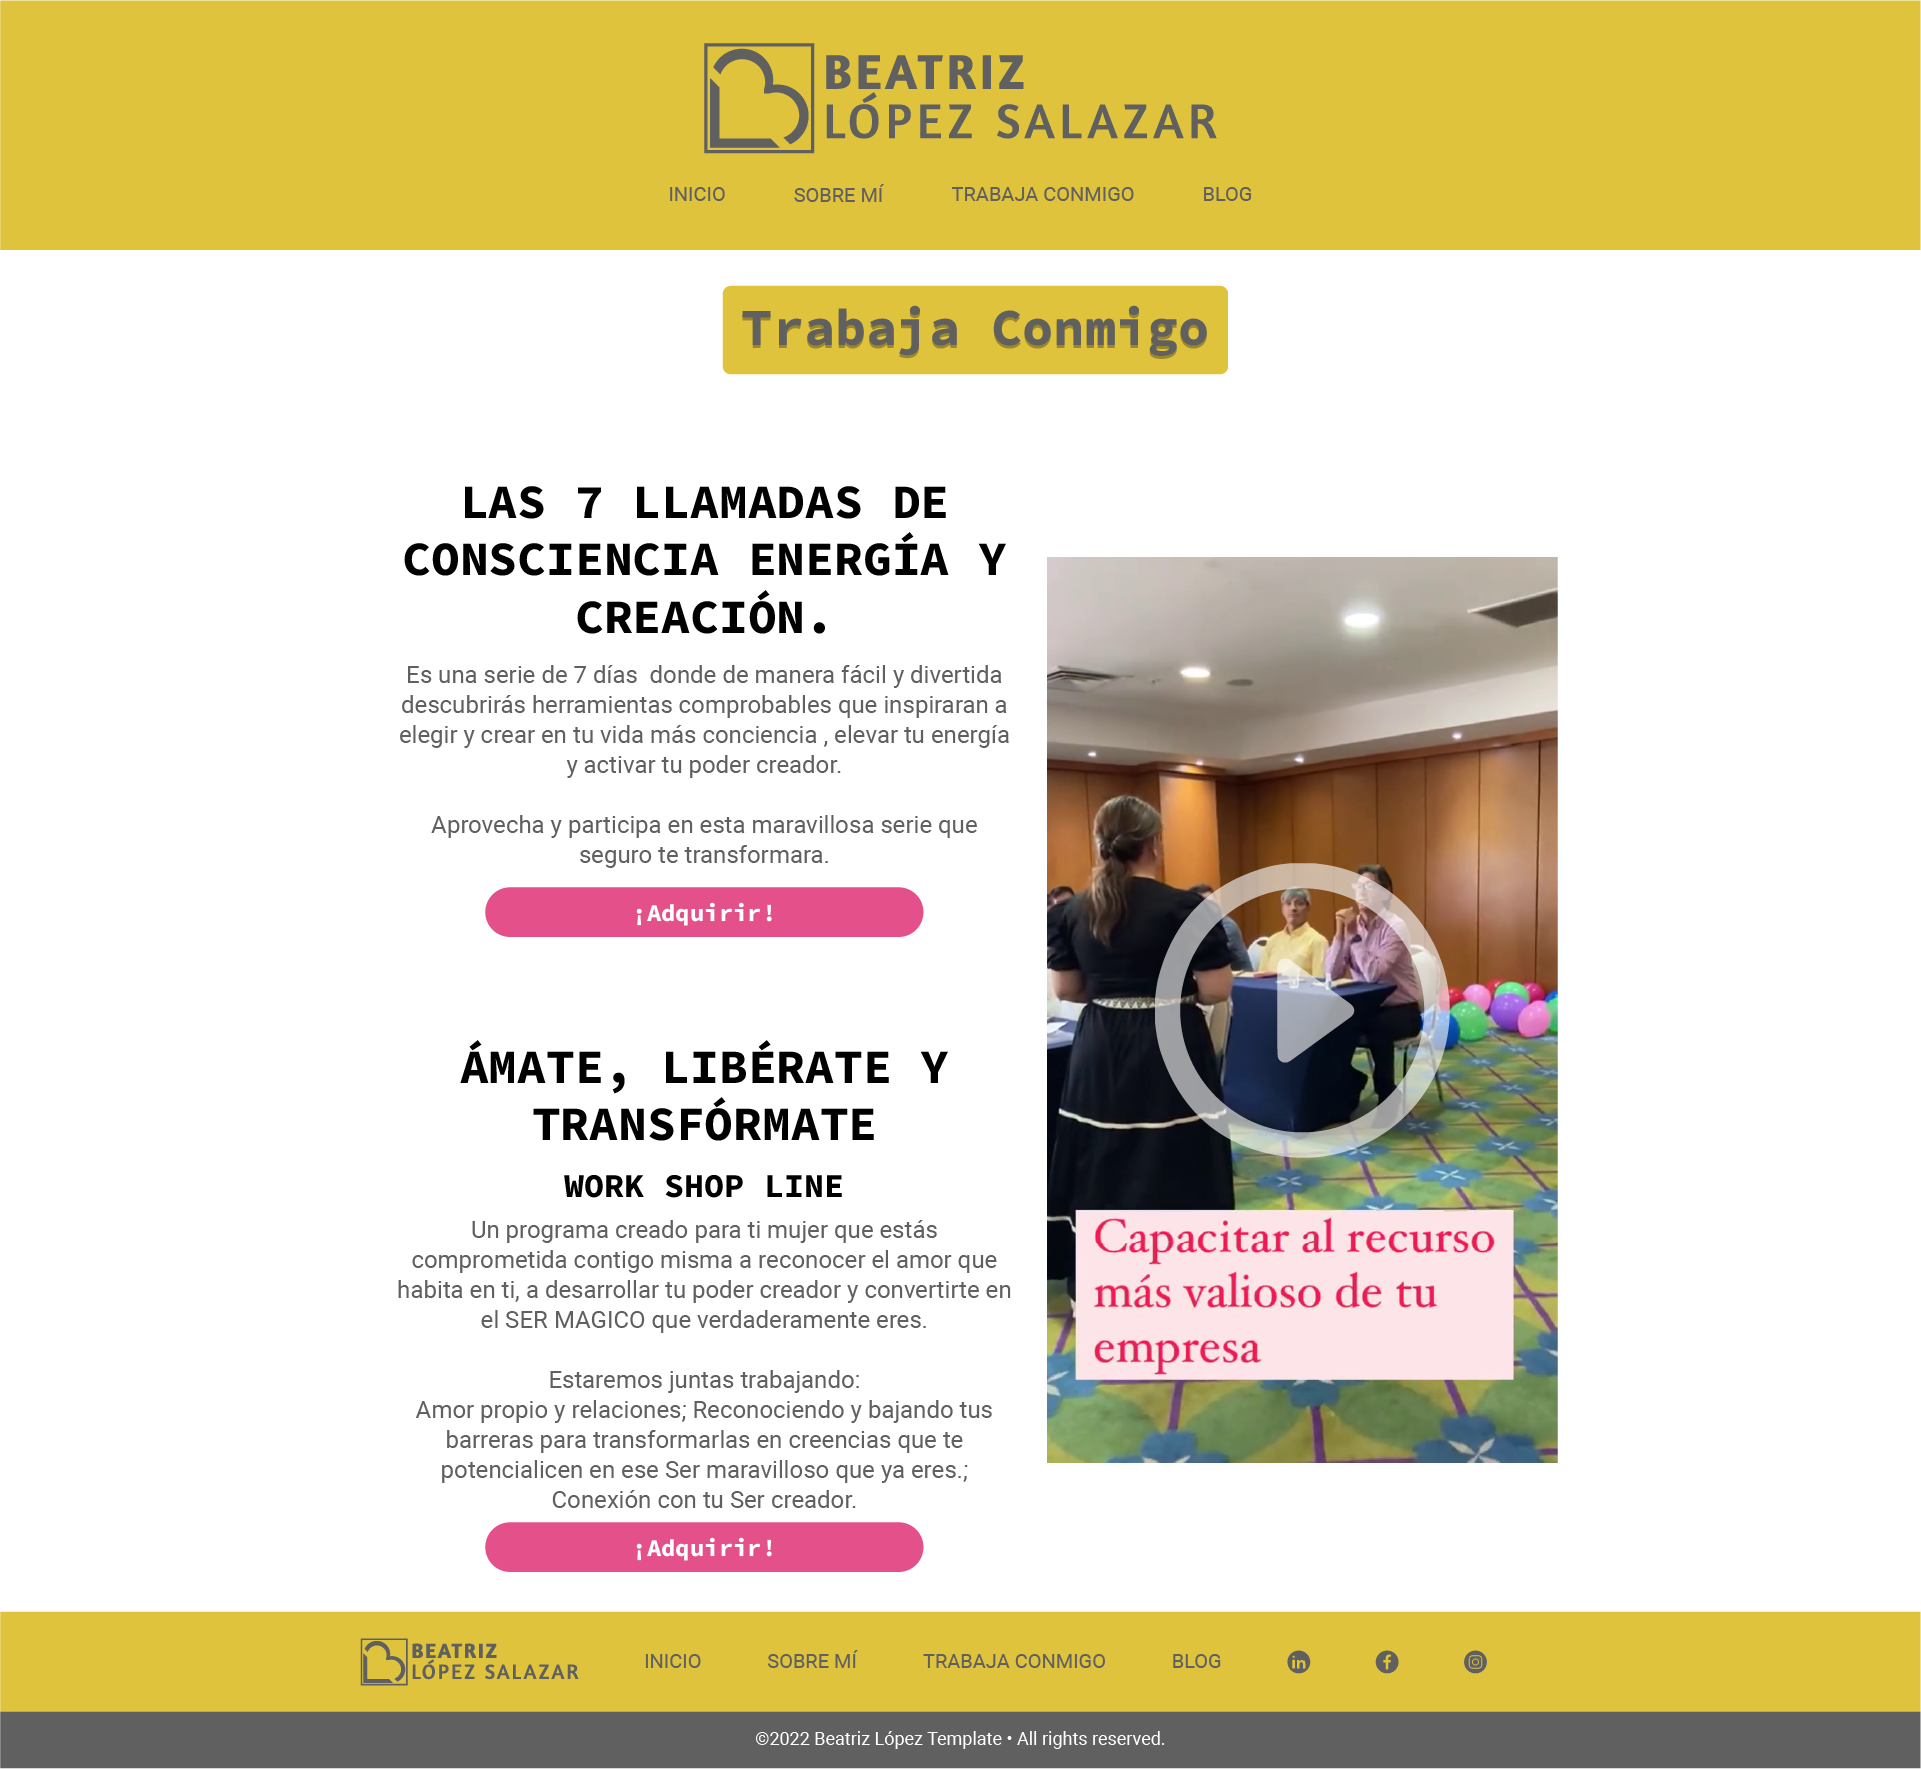 BEATRIZ
LÓPEZ SALAZAR
INICIO SOBRE MÍ TRABAJA CONMIGO BLOG
Trabaja Conmigo
LAS 7 LLAMADAS DE
CONSCIENCIA ENERGÍA Y
CREACIÓN.
Es una serie de 7 días donde de manera fácil y divertida
descubrirás herramientas comprobables que inspiraran a
elegir y crear en tu vida más conciencia , elevar tu energía
y activar tu poder creador.
Aprovecha y participa en esta maravillosa serie que
seguro te transformara.
¡Adquirir!
ÁMATE, LIBÉRATE Y
TRANSFÓRMATE
WORK SHOP LINE
Un programa creado para ti mujer que estás
comprometida contigo misma a reconocer el amor que
habita en ti, a desarrollar tu poder creador y convertirte en
el SER MAGICO que verdaderamente eres.
Estaremos juntas trabajando:
Amor propio y relaciones; Reconociendo y bajando tus
barreras para transformarlas en creencias que te
potencialicen en ese Ser maravilloso que ya eres.;
Conexión con tu Ser creador.
¡Adquirir!
Capacitar al recurso
más valioso de tu
empresa
BEATRIZ
LÓPEZ SALAZAR
INICIO SOBRE MÍ TRABAJA CONMIGO BLOG
©2022 Beatriz López Template • All rights reserved.